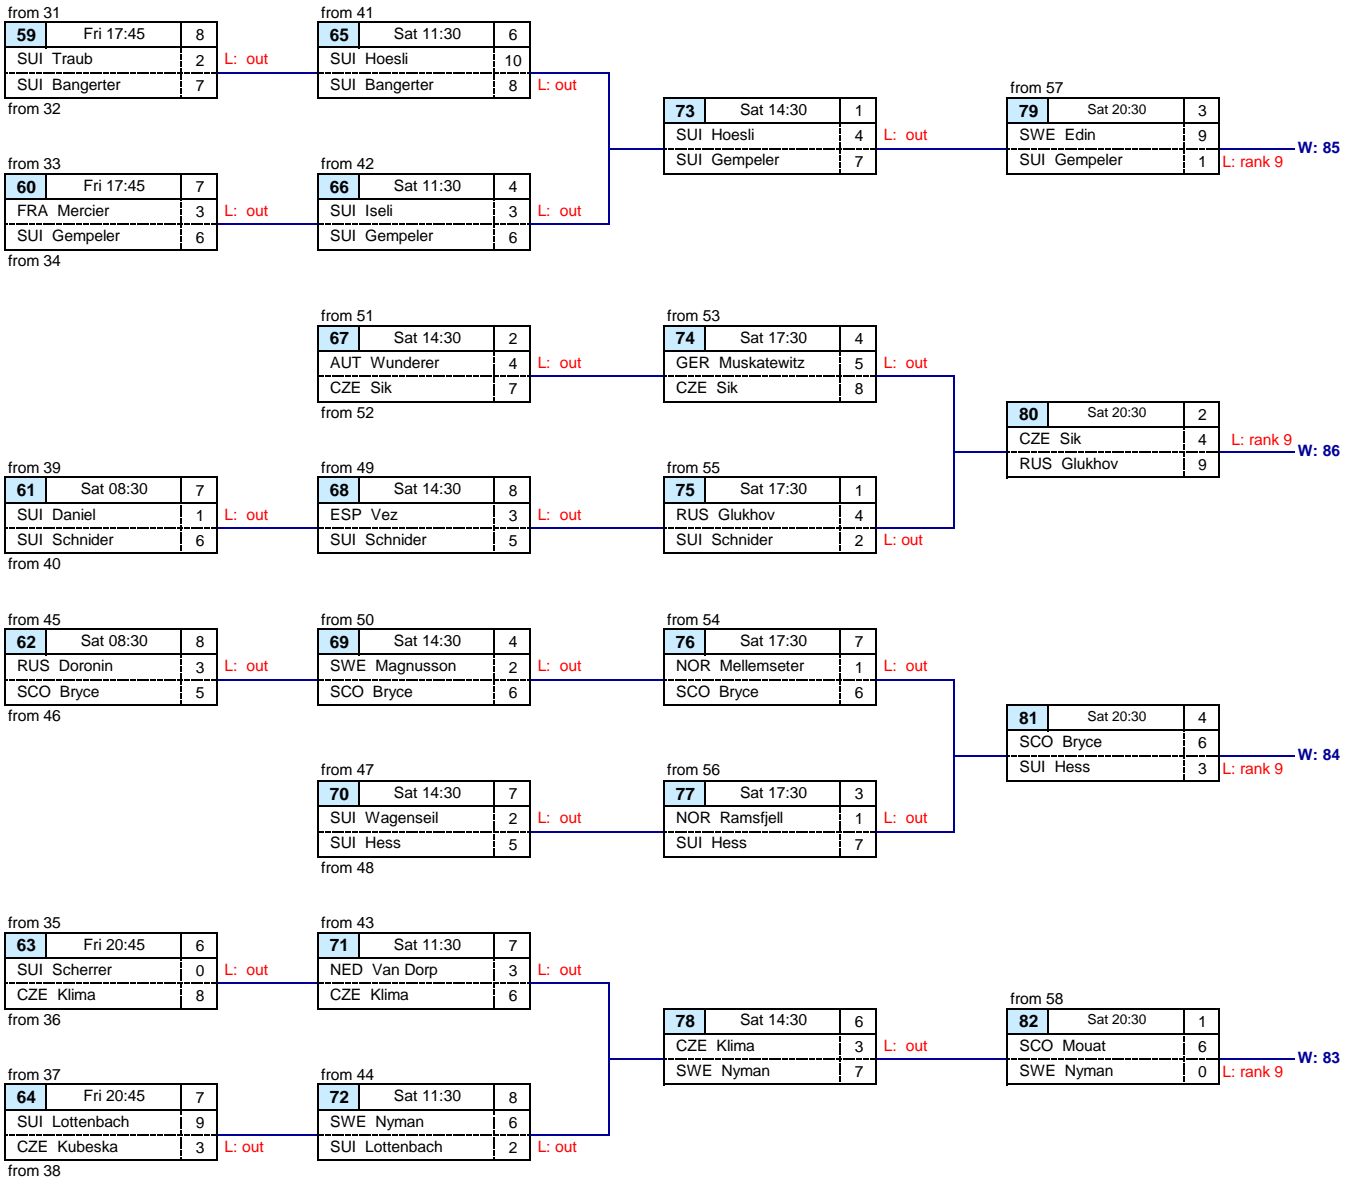 from 31
59 Fri 17:45 8
SUI Traub 2 L: out
SUI Bangerter 7
from 32
from 41
65 Sat 11:30 6
SUI Hoesli 10
SUI Bangerter 8 L: out
73 Sat 14:30 1
SUI Hoesli 4 L: out
SUI Gempeler 7
from 57
79 Sat 20:30 3
SWE Edin 9
SUI Gempeler 1 L: rank 9
W: 85
from 33
60 Fri 17:45 7
FRA Mercier 3 L: out
SUI Gempeler 6
from 34
from 42
66 Sat 11:30 4
SUI Iseli 3 L: out
SUI Gempeler 6
from 51
67 Sat 14:30 2
AUT Wunderer 4 L: out
CZE Sik 7
from 52
from 53
74 Sat 17:30 4
GER Muskatewitz 5 L: out
CZE Sik 8
80 Sat 20:30 2
CZE Sik 4 L: rank 9
RUS Glukhov 9
W: 86
from 39
61 Sat 08:30 7
SUI Daniel 1 L: out
SUI Schnider 6
from 40
from 49
68 Sat 14:30 8
ESP Vez 3 L: out
SUI Schnider 5
from 55
75 Sat 17:30 1
RUS Glukhov 4
SUI Schnider 2 L: out
from 45
62 Sat 08:30 8
RUS Doronin 3 L: out
SCO Bryce 5
from 46
from 50
69 Sat 14:30 4
SWE Magnusson 2 L: out
SCO Bryce 6
from 54
76 Sat 17:30 7
NOR Mellemseter 1 L: out
SCO Bryce 6
81 Sat 20:30 4
SCO Bryce 6
SUI Hess 3 L: rank 9
W: 84
from 47
70 Sat 14:30 7
SUI Wagenseil 2 L: out
SUI Hess 5
from 48
from 56
77 Sat 17:30 3
NOR Ramsfjell 1 L: out
SUI Hess 7
from 35
63 Fri 20:45 6
SUI Scherrer 0 L: out
CZE Klima 8
from 36
from 43
71 Sat 11:30 7
NED Van Dorp 3 L: out
CZE Klima 6
78 Sat 14:30 6
CZE Klima 3 L: out
SWE Nyman 7
from 58
82 Sat 20:30 1
SCO Mouat 6
SWE Nyman 0 L: rank 9
W: 83
from 37
64 Fri 20:45 7
SUI Lottenbach 9
CZE Kubeska 3 L: out
from 38
from 44
72 Sat 11:30 8
SWE Nyman 6
SUI Lottenbach 2 L: out